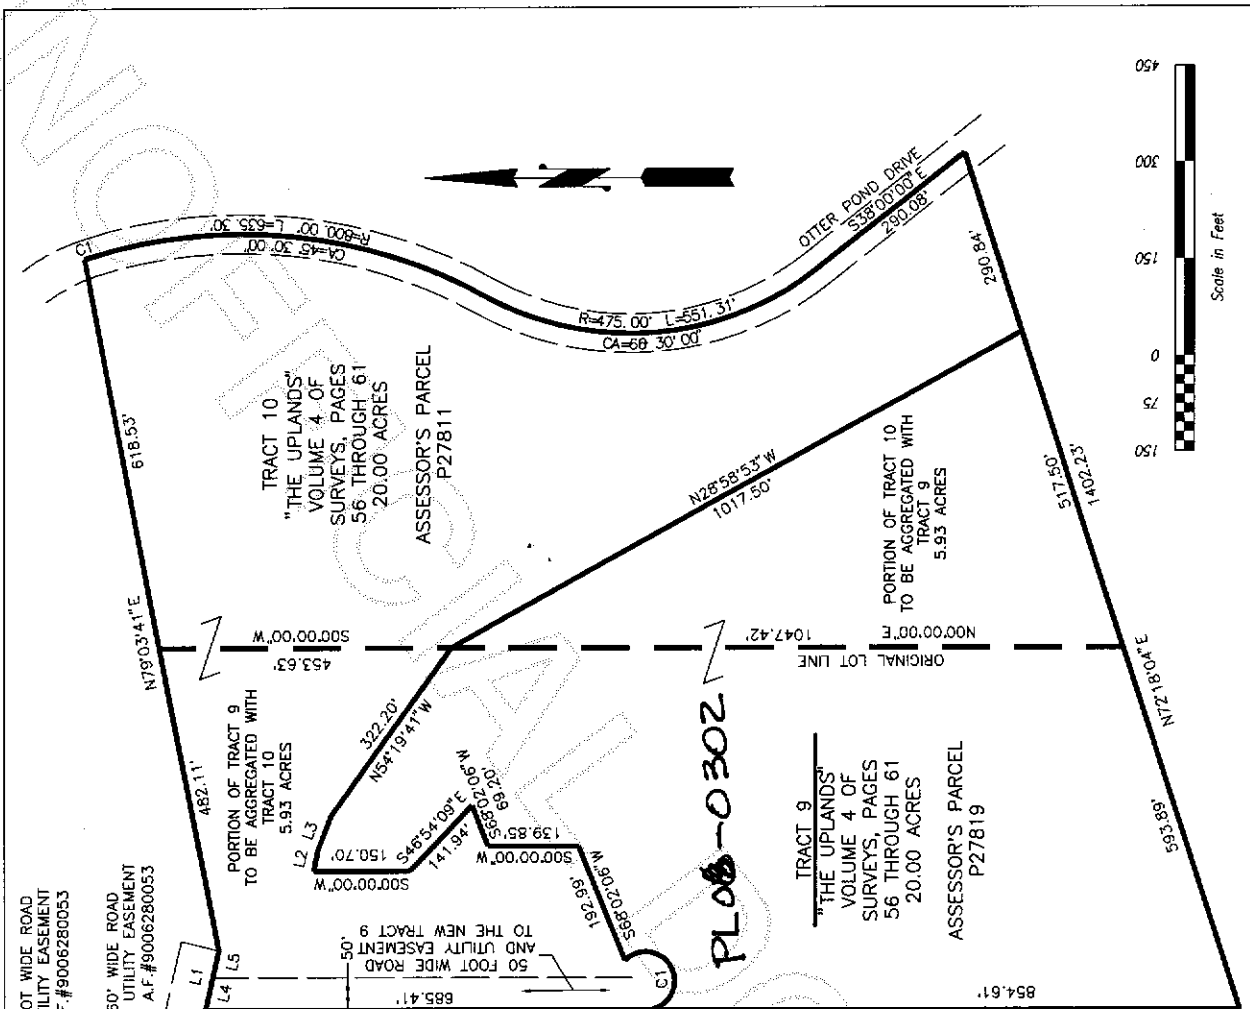 OT WIDE ROAD
ILITY EASEMENT
F.#9006280053
60' WIDE ROAD
UTILITY EASEMENT
A.F.#9006280053
L1
L4
L5
PORTION OF TRACT 9
TO BE AGGREGATED WITH
TRACT 10
5.93 ACRES
482.11'
N79°03'41"E
618.53'
C1
R=800.00' L=635.30'
CA=45°30'00"
TRACT 10
"THE UPLANDS"
VOLUME 4 OF
SURVEYS, PAGES
56 THROUGH 61
20.00 ACRES
ASSESSOR'S PARCEL
P27811
R=475.00' L=551.31'
CA=66°30'00"
OTTER POND DRIVE
S38°00'00"E
290.08'
290.84'
450
300
150
0
75
150
Scale in Feet
S00°00'00"W
453.63'
322.20'
N54°19'41"W
L2
L3
150.70'
S00°00'00"W
S46°54'09"E
141.94'
S68°02'06"W
69.20'
139.85'
S00°00'00"W
192.99'
S68°02'06"W
50 FOOT WIDE ROAD
AND UTILITY EASEMENT
TO THE NEW TRACT 9
50'
685.41'
C1
854.61'
N28°58'53"W
1017.50'
PORTION OF TRACT 10
TO BE AGGREGATED WITH
TRACT 9
5.93 ACRES
N00°00'00"E
1047.42'
ORIGINAL LOT LINE
517.50'
1402.23'
N72°18'04"E
593.89'
PL08-0302
TRACT 9
"THE UPLANDS"
VOLUME 4 OF
SURVEYS, PAGES
56 THROUGH 61
20.00 ACRES
ASSESSOR'S PARCEL
P27819
UNOFFICIAL DO